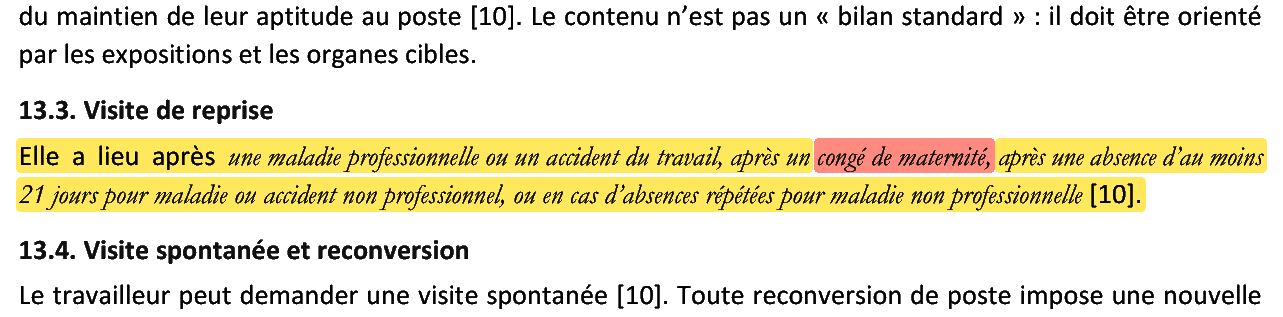 du maintien de leur aptitude au poste [10]. Le contenu n’est pas un « bilan standard » : il doit être orienté
par les expositions et les organes cibles.
13.3. Visite de reprise
Elle a lieu après une maladie professionnelle ou un accident du travail, après un congé de maternité, après une absence d’au moins
21 jours pour maladie ou accident non professionnel, ou en cas d’absences répétées pour maladie non professionnelle [10].
13.4. Visite spontanée et reconversion
Le travailleur peut demander une visite spontanée [10]. Toute reconversion de poste impose une nouvelle